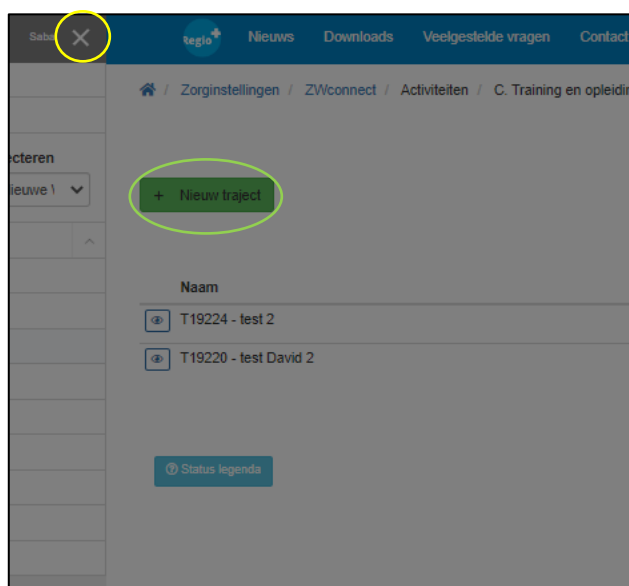 Saba
Regio+ Nieuws Downloads Veelgestelde vragen Contact
/ Zorginstellingen / ZWconnect / Activiteiten / C. Training en opleidin
ecteren
ieuwe \
+ Nieuw traject
Naam
T19224 - test 2
T19220 - test David 2
Status legenda